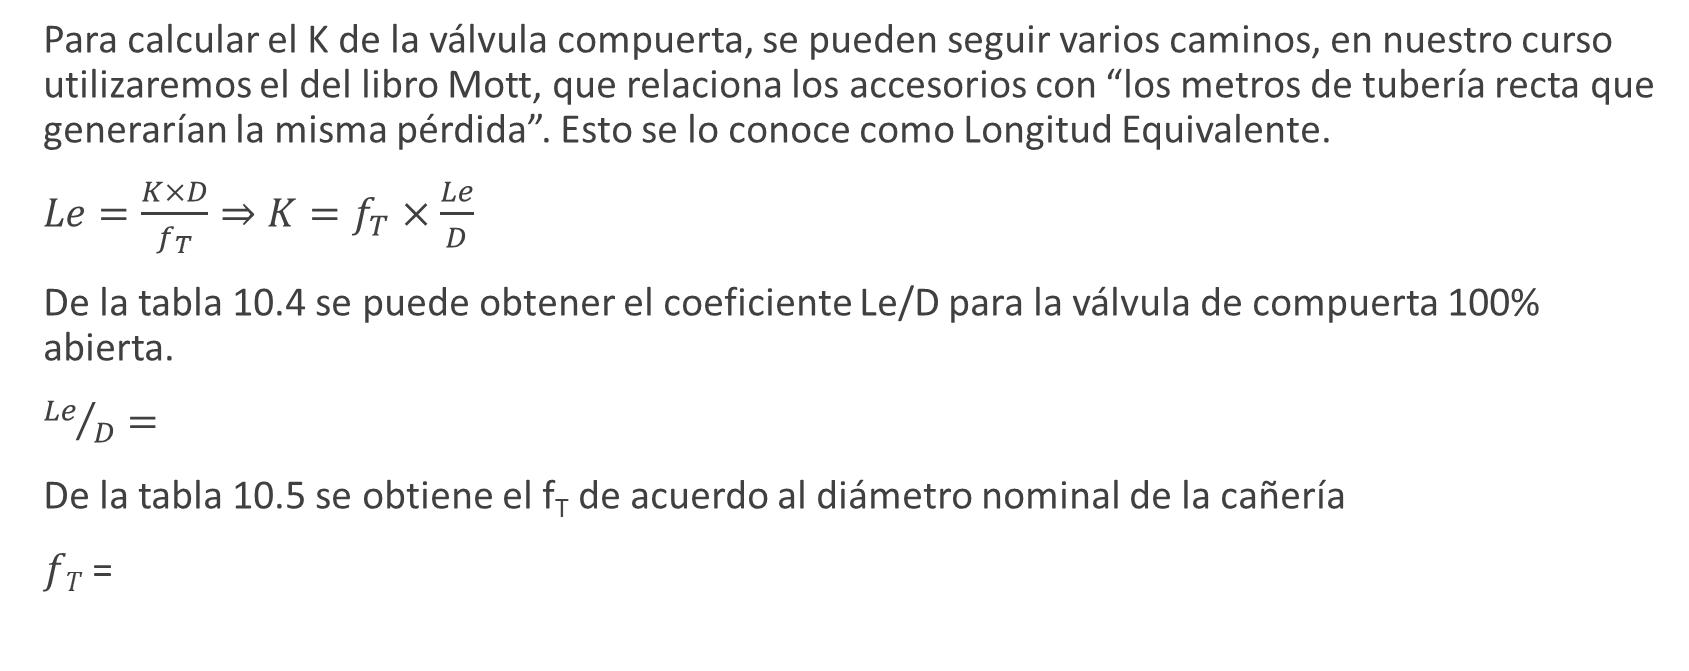 Para calcular el K de la válvula compuerta, se pueden seguir varios caminos, en nuestro curso
utilizaremos el del libro Mott, que relaciona los accesorios con “los metros de tubería recta que
generarían la misma pérdida”. Esto se lo conoce como Longitud Equivalente.
Le = \frac{K×D}{f_T} ⇒ K = f_T × \frac{Le}{D}
De la tabla 10.4 se puede obtener el coeficiente Le/D para la válvula de compuerta 100%
abierta.
Le/D =
De la tabla 10.5 se obtiene el f_T de acuerdo al diámetro nominal de la cañería
f_T =